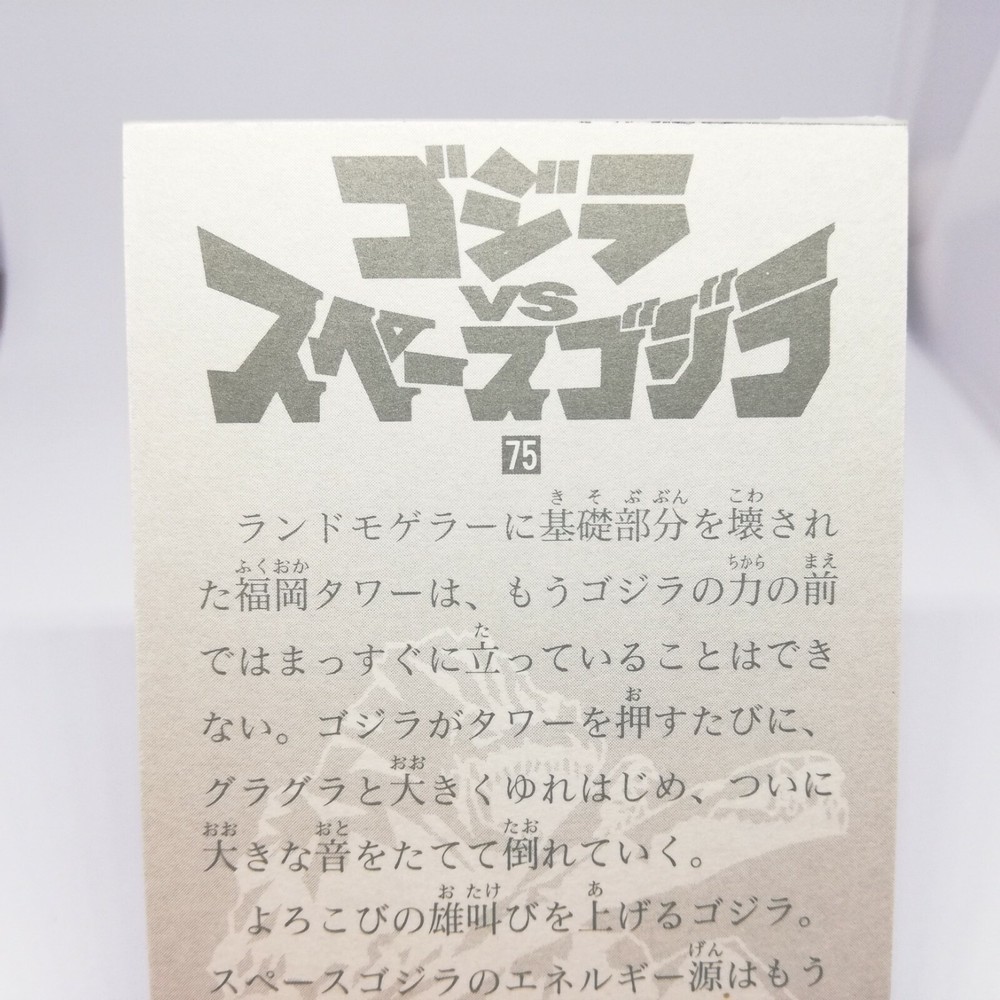 ゴジラ
VS
スペースゴジラ
75
ランドモゲラーに基礎部分を壊され
た福岡タワーは、もうゴジラの力の前
ではまっすぐに立っていることはでき
ない。ゴジラがタワーを押すたびに、
グラグラと大きくゆれはじめ、ついに
大きな音をたてて倒れていく。
よろこびの雄叫びを上げるゴジラ。
スペースゴジラのエネルギー源はもう